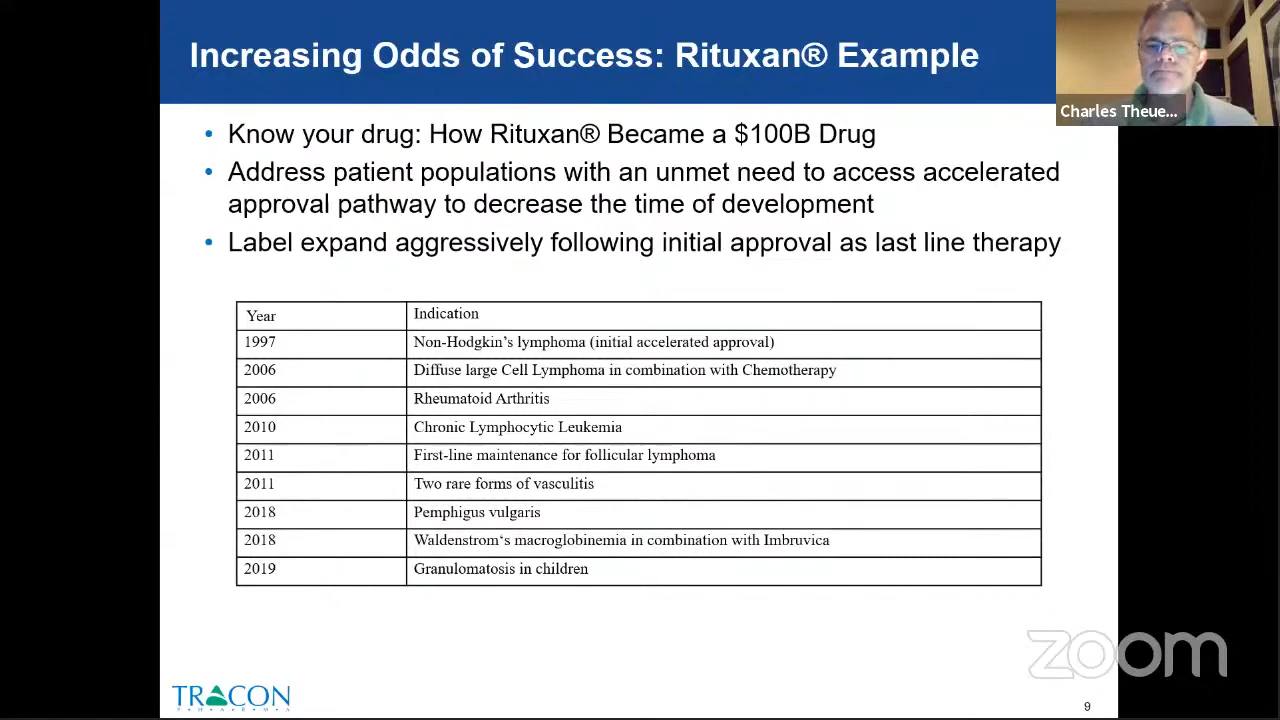 Increasing Odds of Success: Rituxan® Example
Charles Theue...
• Know your drug: How Rituxan® Became a $100B Drug
• Address patient populations with an unmet need to access accelerated
approval pathway to decrease the time of development
• Label expand aggressively following initial approval as last line therapy
Year Indication
1997 Non-Hodgkin's lymphoma (initial accelerated approval)
2006 Diffuse large Cell Lymphoma in combination with Chemotherapy
2006 Rheumatoid Arthritis
2010 Chronic Lymphocytic Leukemia
2011 First-line maintenance for follicular lymphoma
2011 Two rare forms of vasculitis
2018 Pemphigus vulgaris
2018 Waldenstrom‘s macroglobinemia in combination with Imbruvica
2019 Granulomatosis in children
zoom
TRACON
PHARMA
9